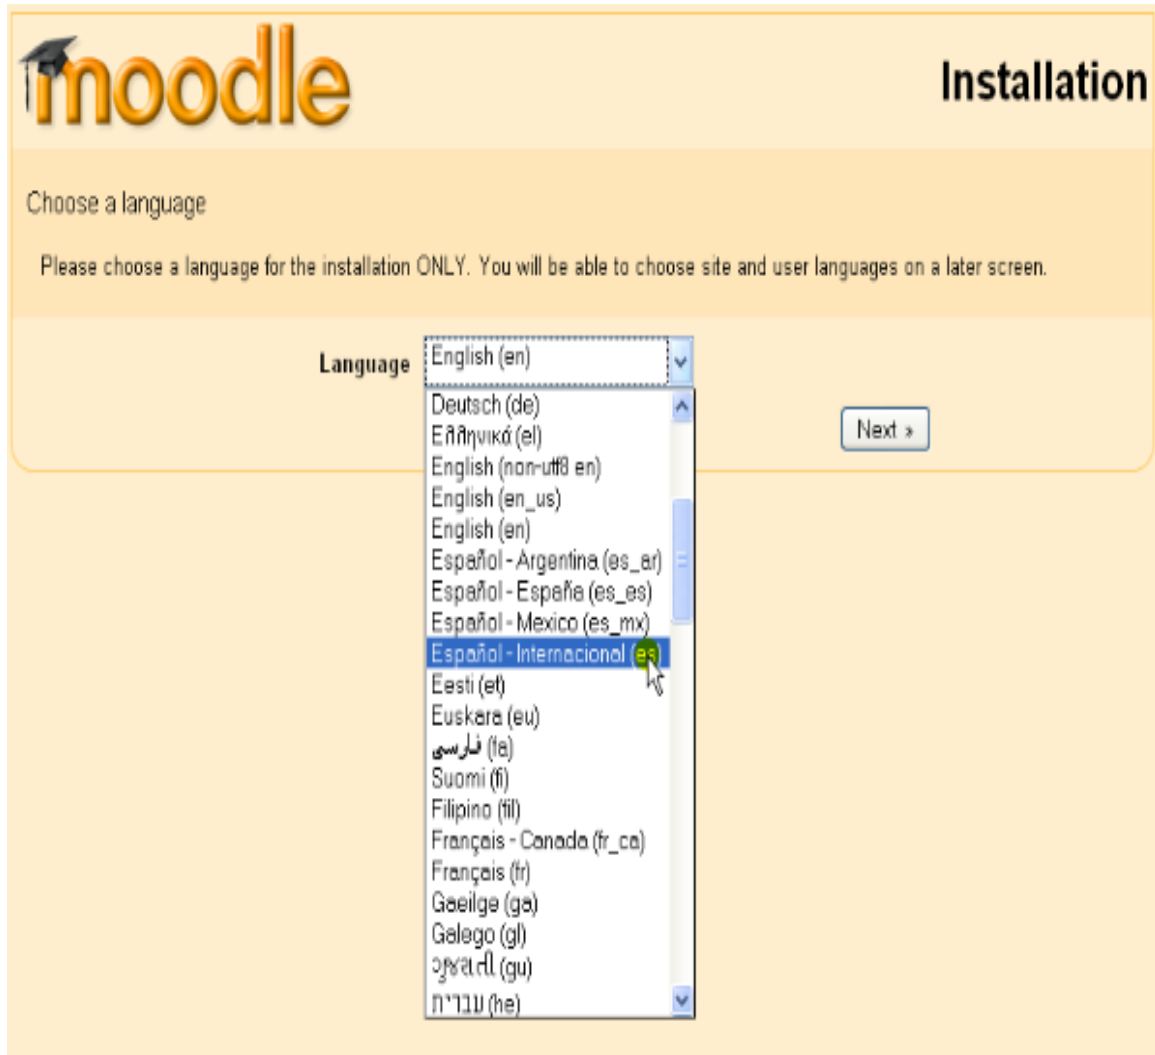 moodle
Installation
Choose a language
Please choose a language for the installation ONLY. You will be able to choose site and user languages on a later screen.
Language English (en)
Next »
Deutsch (de)
Ελληνικά (el)
English (non-utf8 en)
English (en_us)
English (en)
Español - Argentina (es_ar)
Español - España (es_es)
Español - Mexico (es_mx)
Español - Internacional (es)
Eesti (et)
Euskara (eu)
فارسی (fa)
Suomi (fi)
Filipino (fil)
Français - Canada (fr_ca)
Français (fr)
Gaeilge (ga)
Galego (gl)
ગુજરાતી (gu)
עברית (he)